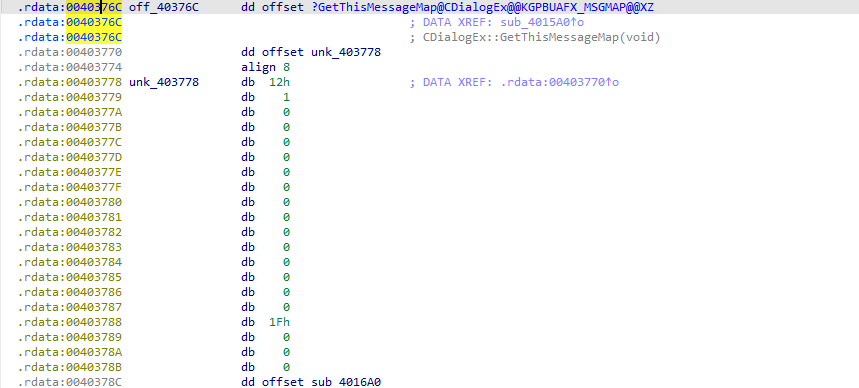 .rdata:0040376C off_40376C dd offset ?GetThisMessageMap@CDialogEx@@KGPBUAFX_MSGMAP@@XZ
.rdata:0040376C ; DATA XREF: sub_4015A0↑o
.rdata:0040376C ; CDialogEx::GetThisMessageMap(void)
.rdata:00403770 dd offset unk_403778
.rdata:00403774 align 8
.rdata:00403778 unk_403778 db 12h ; DATA XREF: .rdata:00403770↑o
.rdata:00403779 db 1
.rdata:0040377A db 0
.rdata:0040377B db 0
.rdata:0040377C db 0
.rdata:0040377D db 0
.rdata:0040377E db 0
.rdata:0040377F db 0
.rdata:00403780 db 0
.rdata:00403781 db 0
.rdata:00403782 db 0
.rdata:00403783 db 0
.rdata:00403784 db 0
.rdata:00403785 db 0
.rdata:00403786 db 0
.rdata:00403787 db 0
.rdata:00403788 db 1Fh
.rdata:00403789 db 0
.rdata:0040378A db 0
.rdata:0040378B db 0
.rdata:0040378C dd offset sub_4016A0